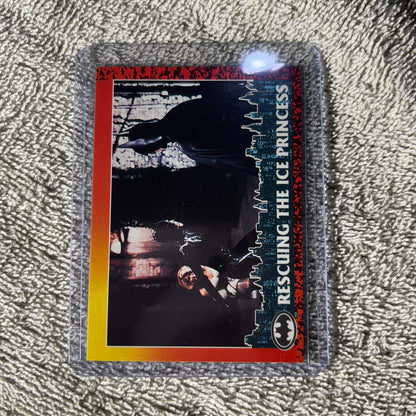 RESCUING THE ICE PRINCESS